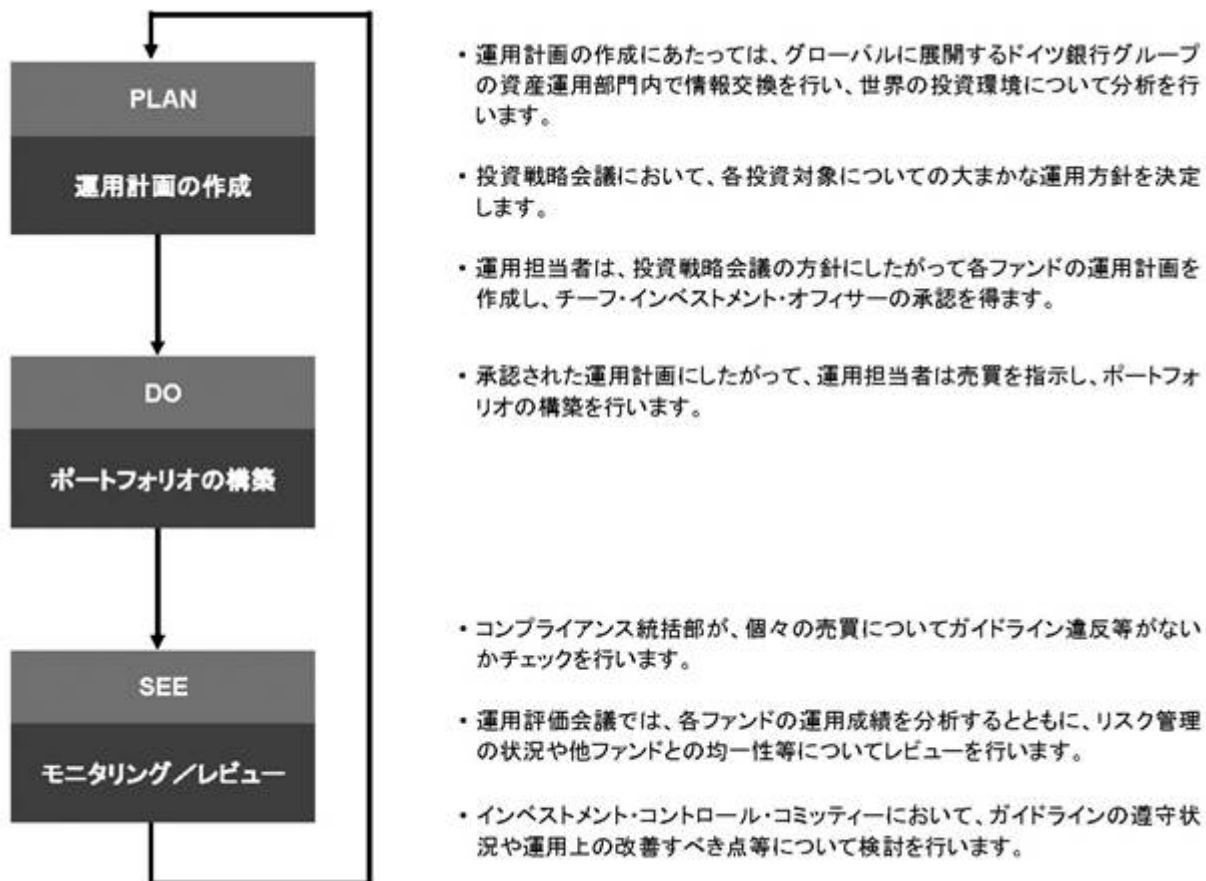 PLAN
運用計画の作成
・運用計画の作成にあたっては、グローバルに展開するドイツ銀行グループ
の資産運用部門内で情報交換を行い、世界の投資環境について分析を行
います。
・投資戦略会議において、各投資対象についての大まかな運用方針を決定
します。
・運用担当者は、投資戦略会議の方針にしたがって各ファンドの運用計画を
作成し、チーフ・インベストメント・オフィサーの承認を得ます。
DO
ポートフォリオの構築
・承認された運用計画にしたがって、運用担当者は売買を指示し、ポートフォ
リオの構築を行います。
SEE
モニタリング／レビュー
・コンプライアンス統括部が、個々の売買についてガイドライン違反等がない
かチェックを行います。
・運用評価会議では、各ファンドの運用成績を分析するとともに、リスク管理
の状況や他ファンドとの均一性等についてレビューを行います。
・インベストメント・コントロール・コミッティーにおいて、ガイドラインの遵守状
況や運用上の改善すべき点等について検討を行います。